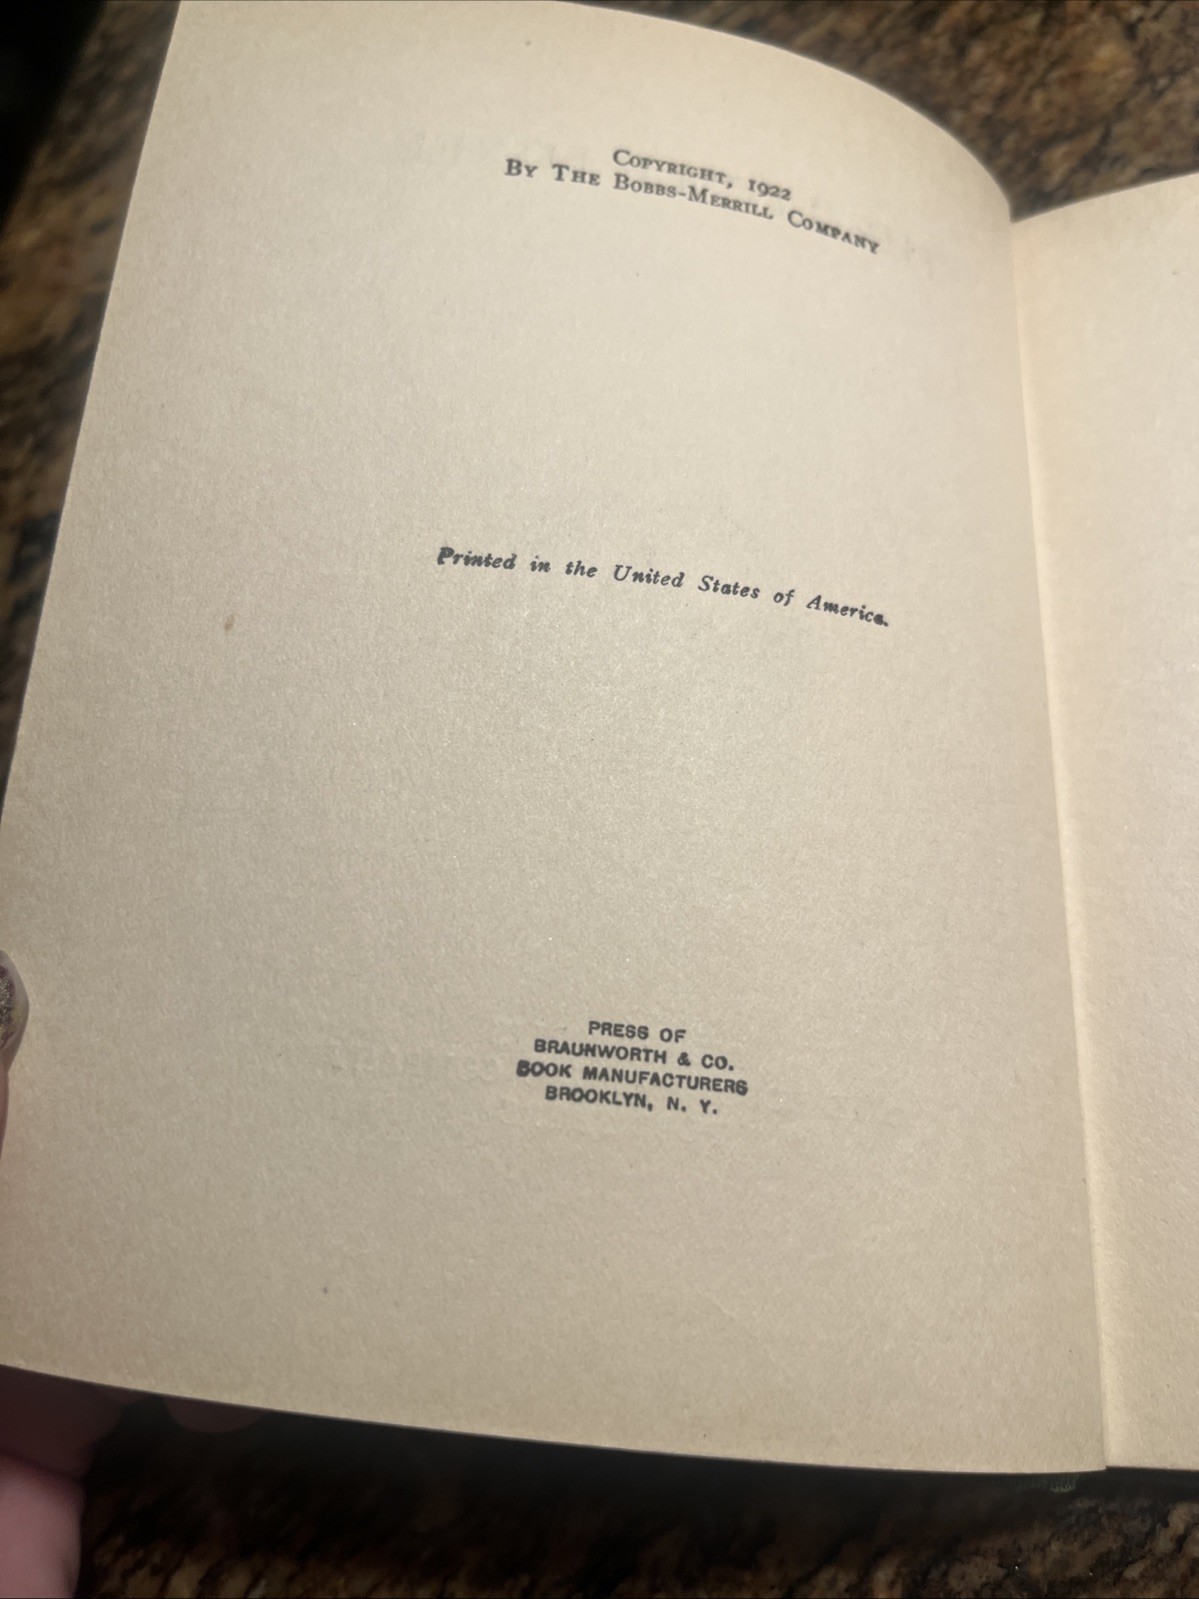 Copyright, 1922
By The Bobbs-Merrill Company
Printed in the United States of America.
PRESS OF
BRAUNWORTH & CO.
BOOK MANUFACTURERS
BROOKLYN, N. Y.